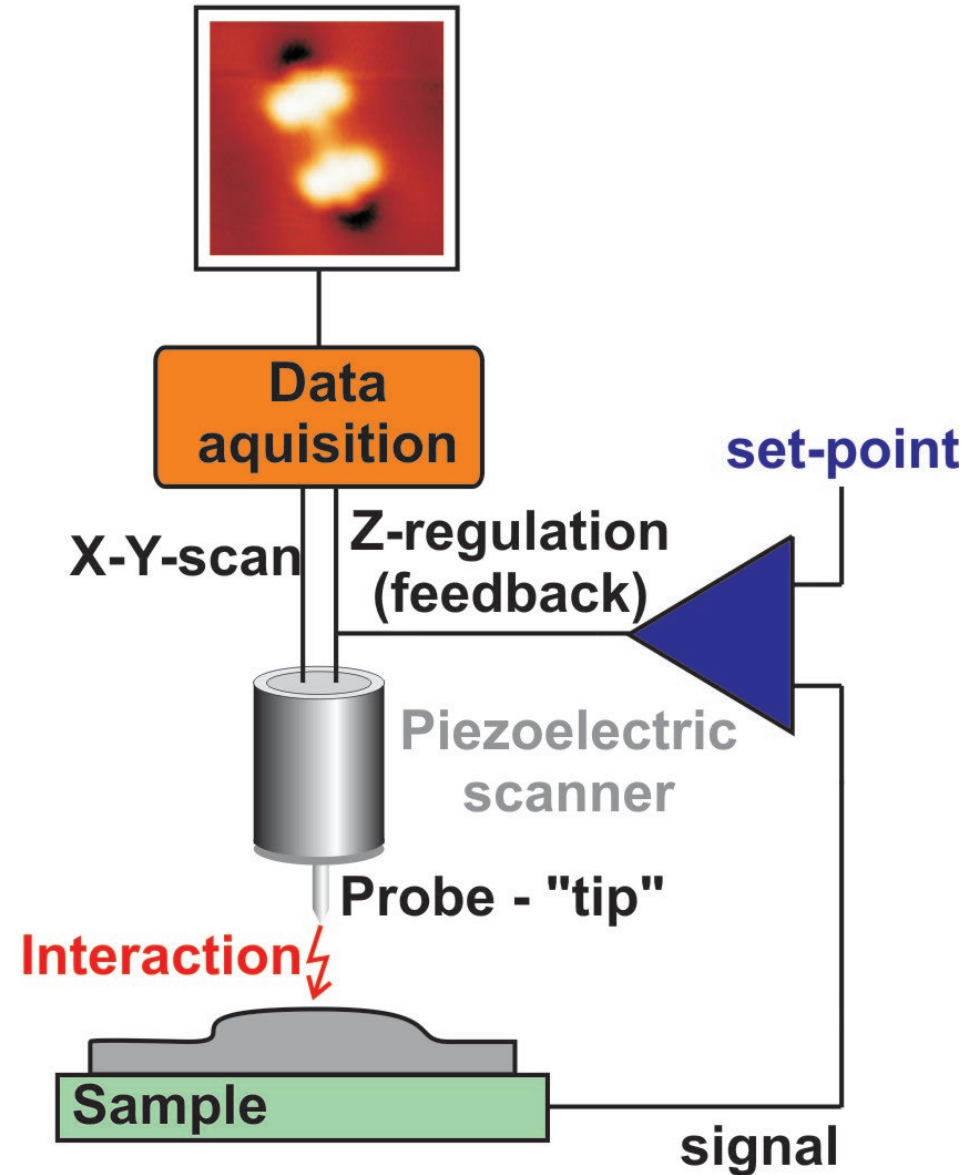 Data
aquisition
set-point
X-Y-scan
Z-regulation
(feedback)
Piezoelectric
scanner
Probe - "tip"
Interaction
Sample
signal